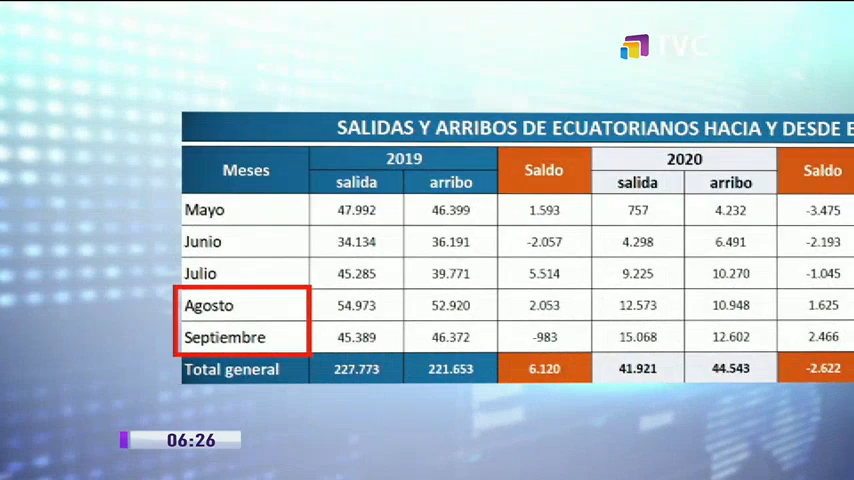 TVC
SALIDAS Y ARRIBOS DE ECUATORIANOS HACIA Y DESDE E
Meses 2019 Saldo 2020 Saldo
salida arribo salida arribo
Mayo 47.992 46.399 1.593 757 4.232 -3.475
Junio 34.134 36.191 -2.057 4.298 6.491 -2.193
Julio 45.285 39.771 5.514 9.225 10.270 -1.045
Agosto 54.973 52.920 2.053 12.573 10.948 1.625
Septiembre 45.389 46.372 -983 15.068 12.602 2.466
Total general 227.773 221.653 6.120 41.921 44.543 -2.622
06:26